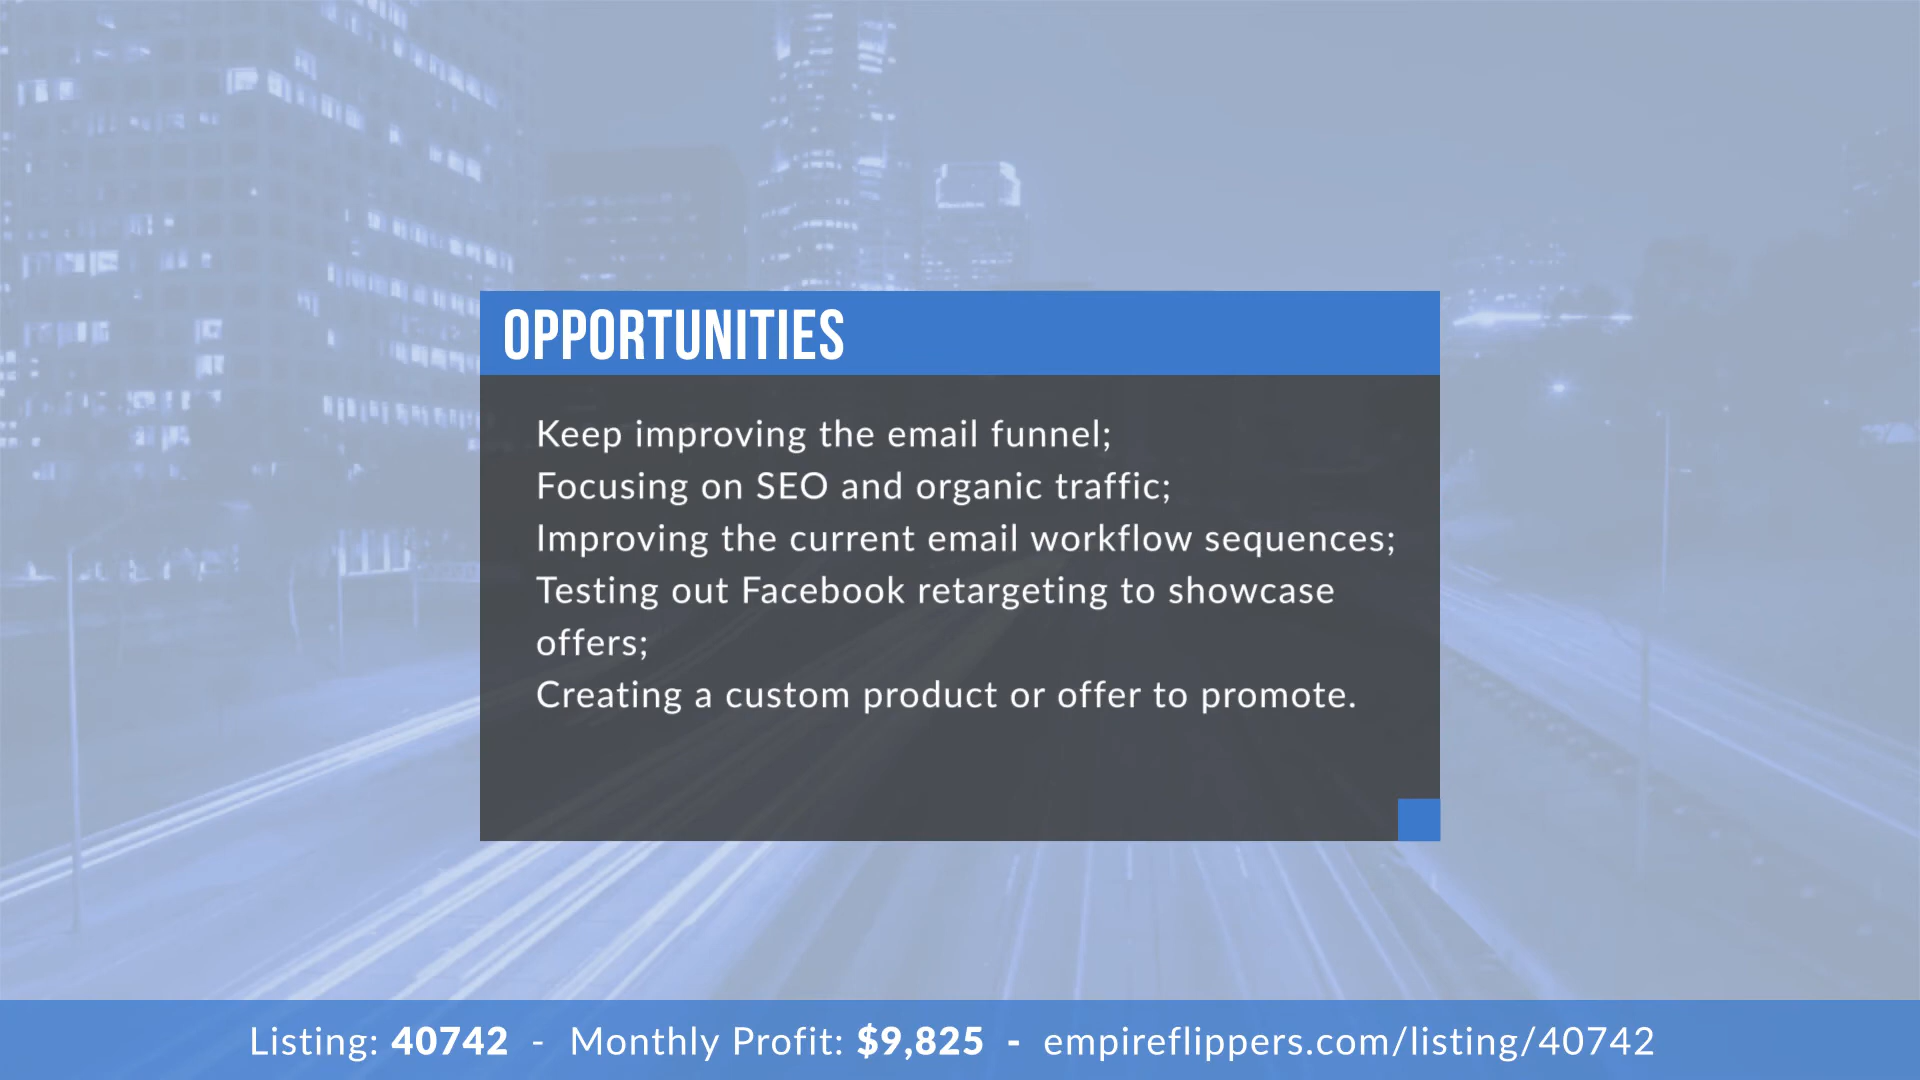 OPPORTUNITIES
Keep improving the email funnel;
Focusing on SEO and organic traffic;
Improving the current email workflow sequences;
Testing out Facebook retargeting to showcase
offers;
Creating a custom product or offer to promote.
Listing: 40742 - Monthly Profit: $9,825 - empireflippers.com/listing/40742